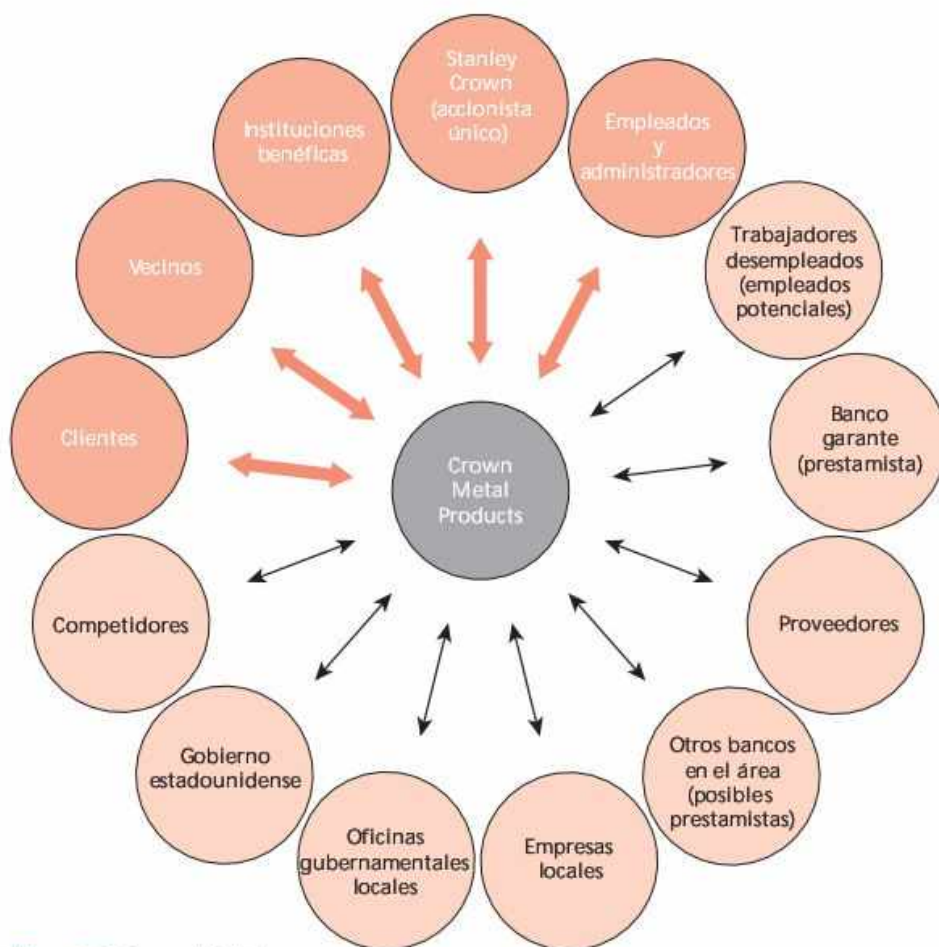 Stanley
Crown
(accionista
único)
Empleados
y
administradores
Trabajadores
desempleados
(empleados
potenciales)
Banco
garante
(prestamista)
Proveedores
Otros bancos
en el área
(posibles
prestamistas)
Empresas
locales
Oficinas
gubernamentales
locales
Gobierno
estadounidense
Competidores
Clientes
Vecinos
Instituciones
benéficas
Crown
Metal
Products